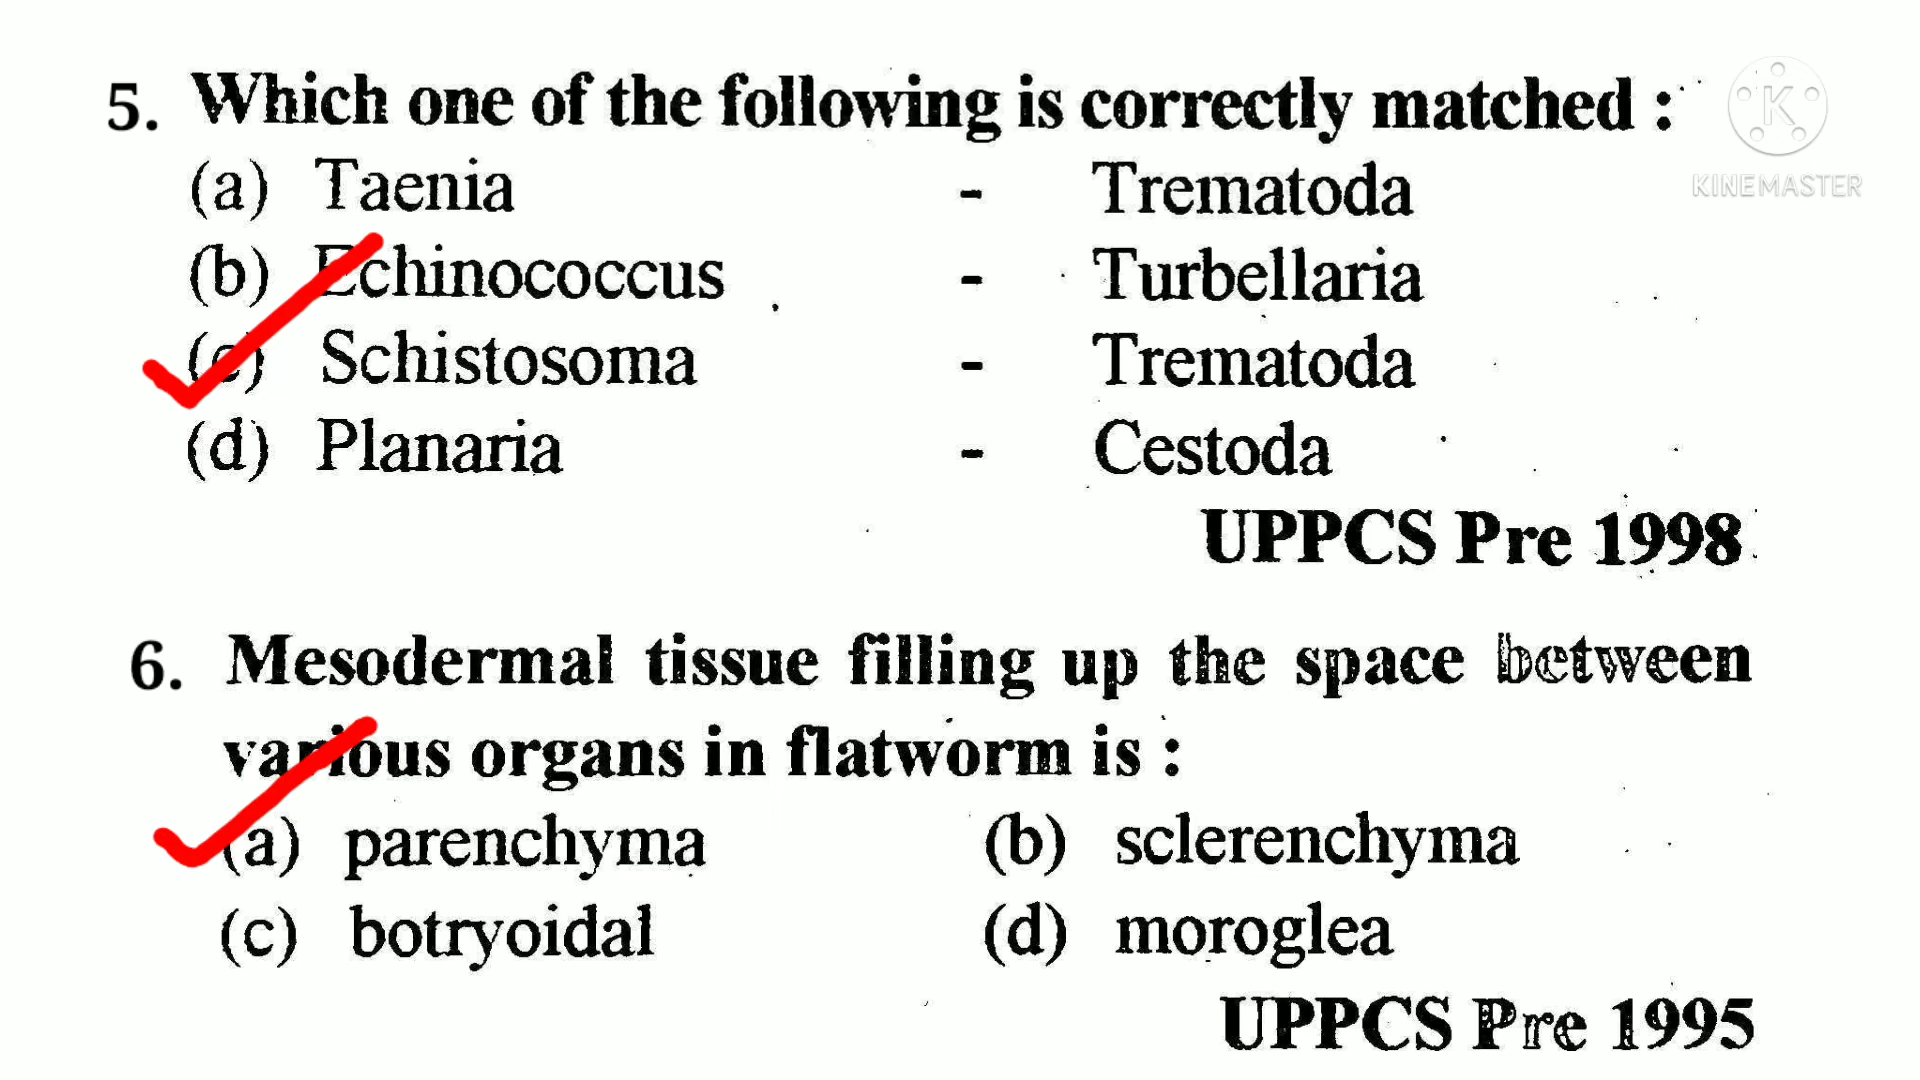 5. Which one of the following is correctly matched :
(a) Taenia - Trematoda
(b) Echinococcus - Turbellaria
(c) Schistosoma - Trematoda
(d) Planaria - Cestoda
UPPCS Pre 1998
6. Mesodermal tissue filling up the space between
various organs in flatworm is :
(a) parenchyma (b) sclerenchyma
(c) botryoidal (d) moroglea
UPPCS Pre 1995
K
KINEMASTER